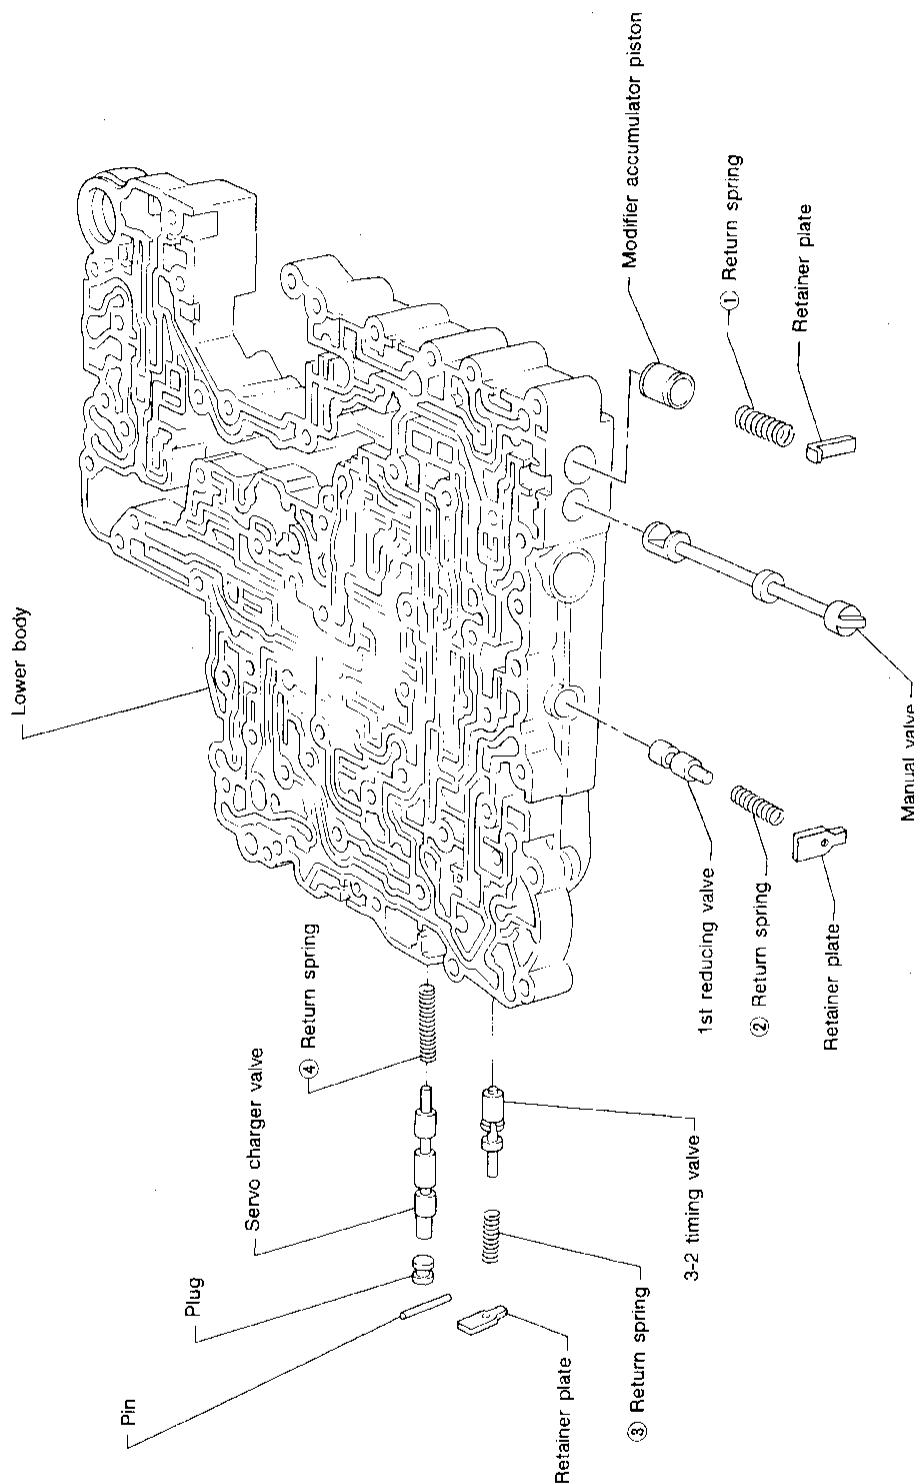 Lower body
Modifier accumulator piston
① Return spring
Retainer plate
Servo charger valve
④ Return spring
Plug
Pin
1st reducing valve
② Return spring
Retainer plate
Manual valve
3-2 timing valve
③ Return spring
Retainer plate